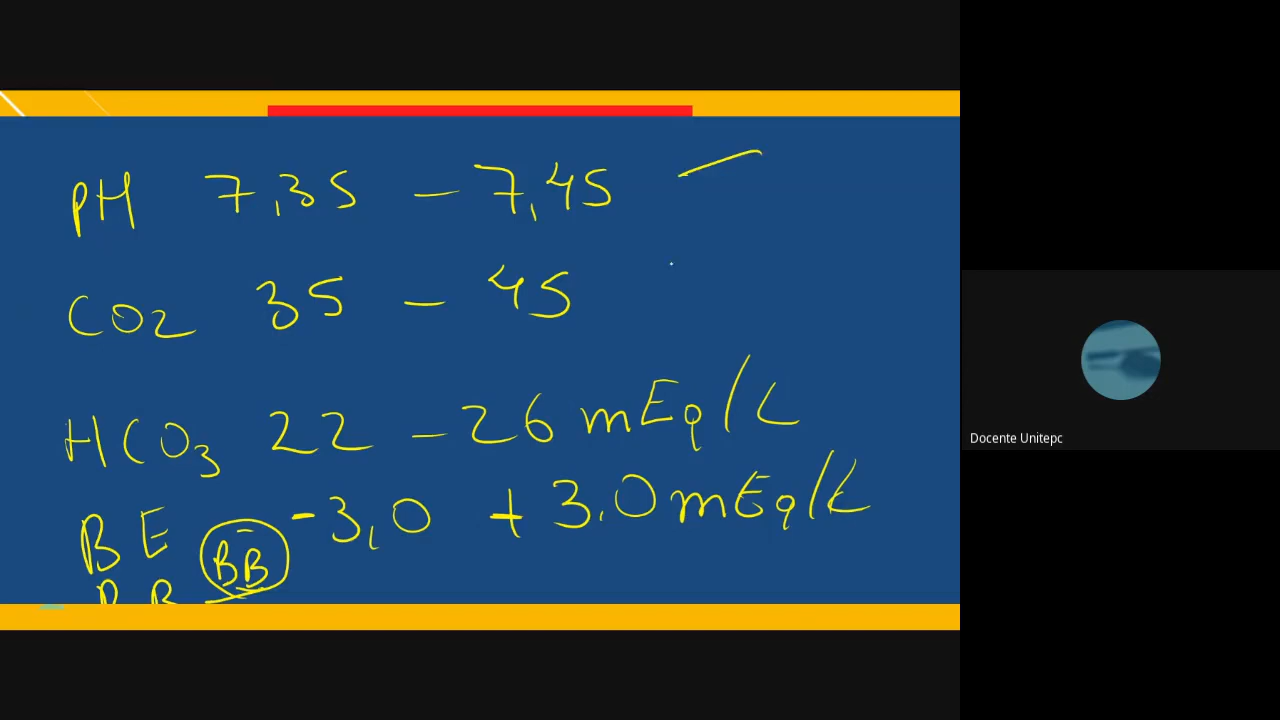 PH 7,35 - 7,45
CO2 35 - 45
HCO3 22 - 26 mEq/L
BE -3,0 + 3.0 mEq/L
BB
Docente Unitepc